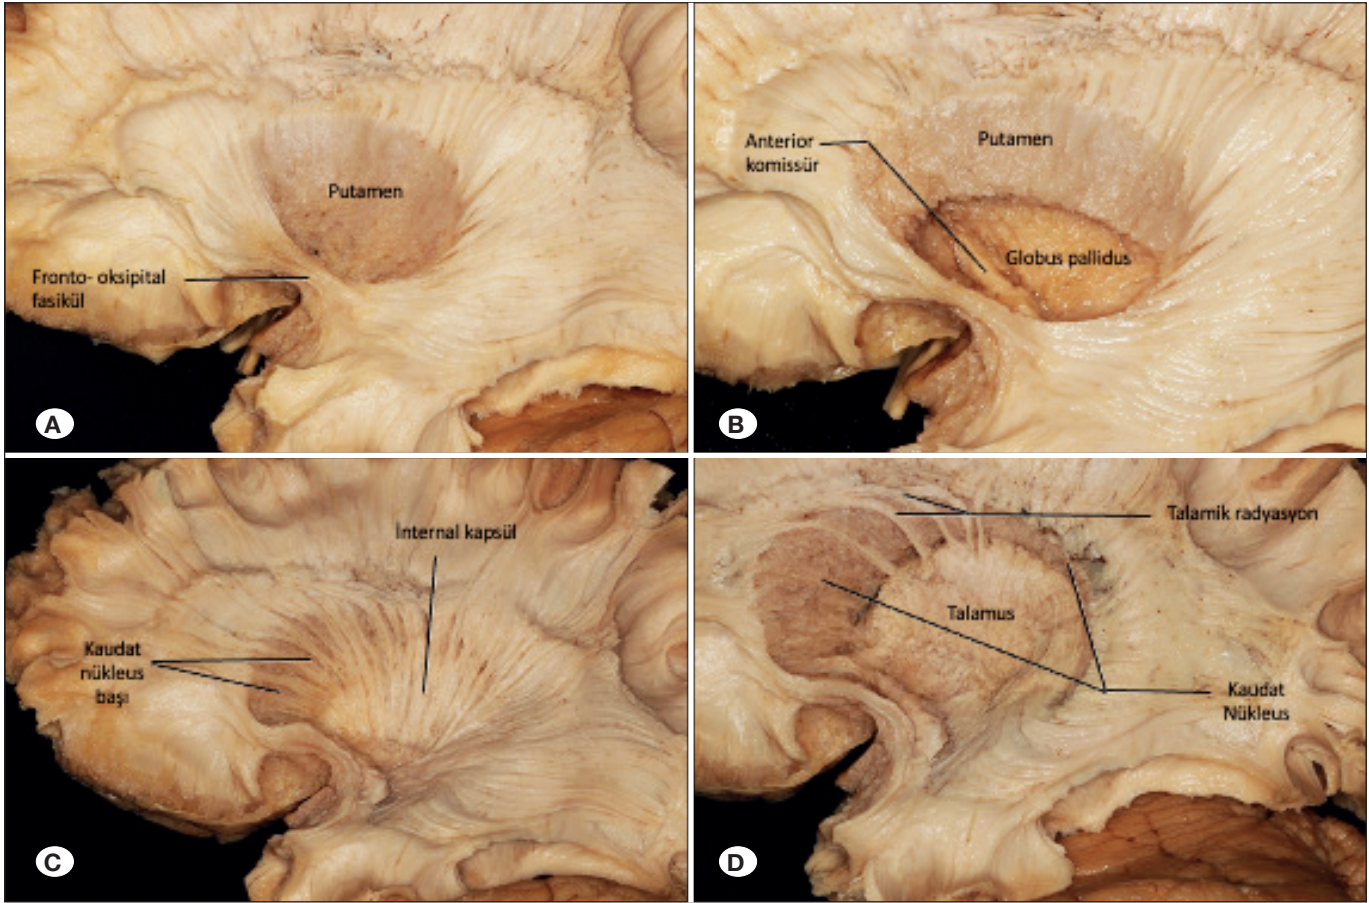 Putamen
Fronto- oksipital
fasikül
A
Anterior
komissür
Putamen
Globus pallidus
B
İnternal kapsül
Kaudat
nükleus
başı
C
Talamik radyasyon
Talamus
Kaudat
Nükleus
D